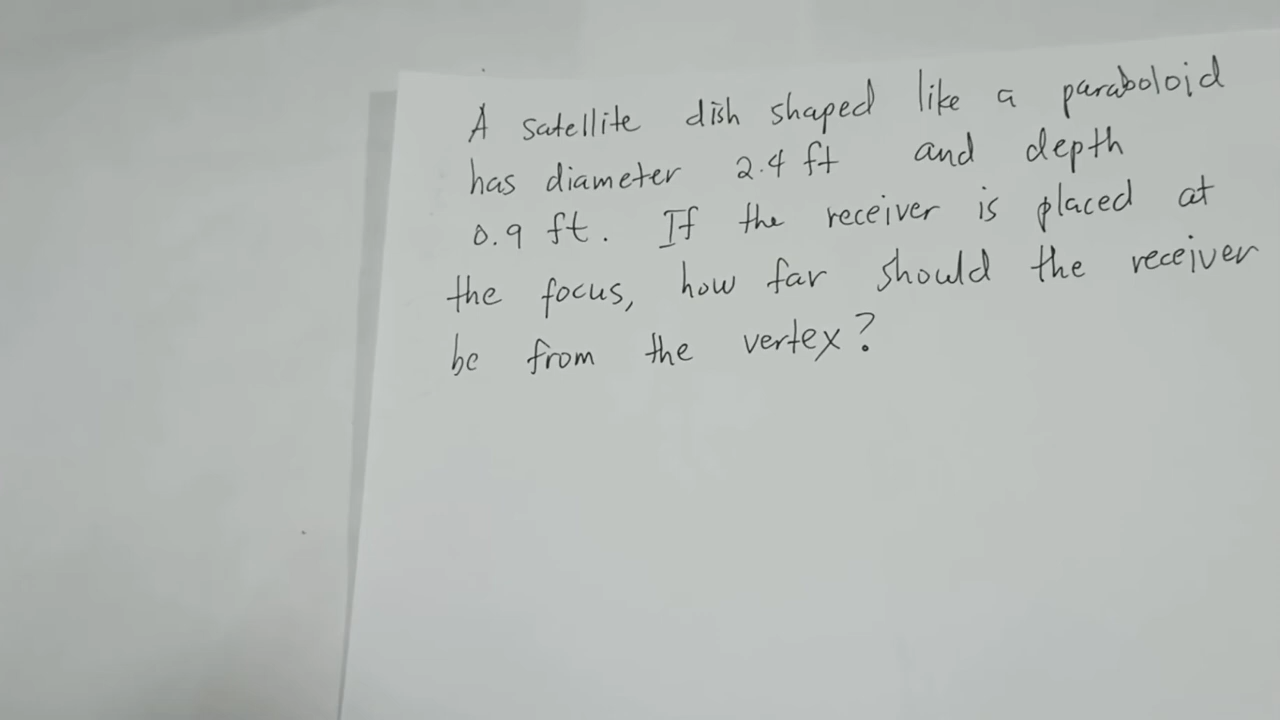 A satellite dish shaped like a paraboloid
has diameter 2.4 ft and depth
0.9 ft. If the receiver is placed at
the focus, how far should the receiver
be from the vertex?